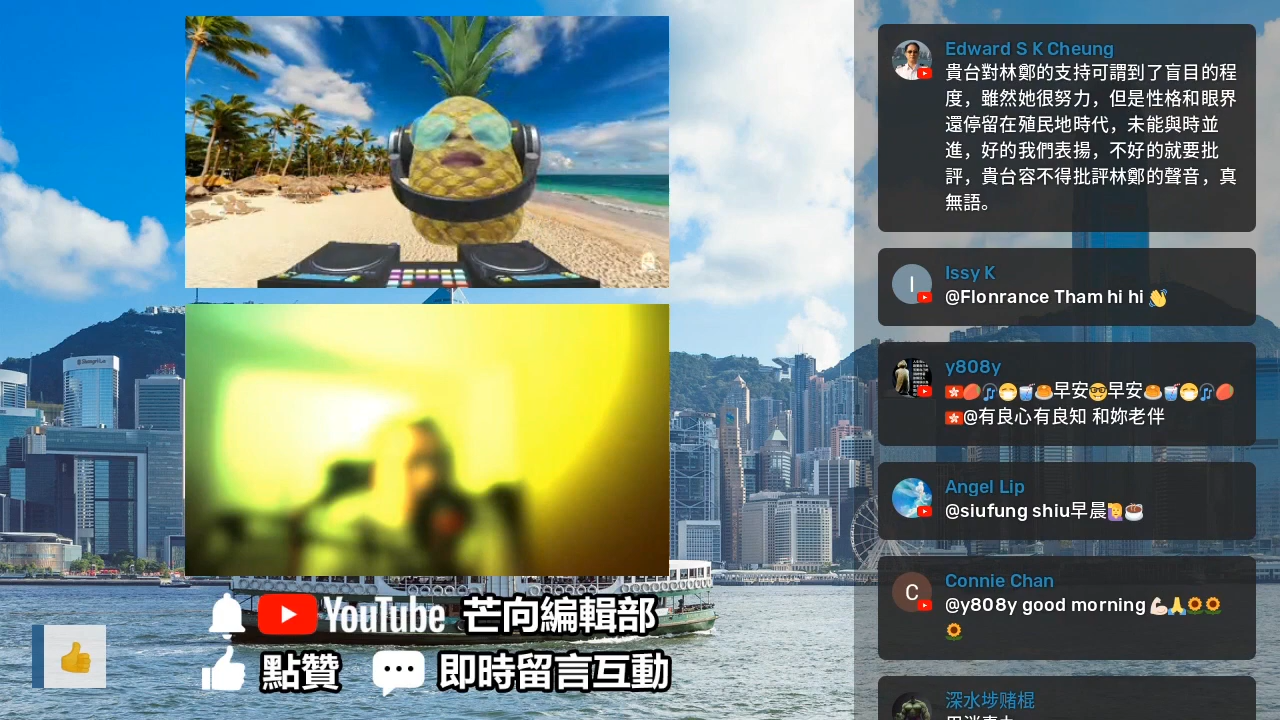 Edward S K Cheung
貴台對林鄭的支持可謂到了盲目的程
度，雖然她很努力，但是性格和眼界
還停留在殖民地時代，未能與時並
進，好的我們表揚，不好的就要批
評，貴台容不得批評林鄭的聲音，真
無語。
I
Issy K
@Flonrance Tham hi hi 👋
y808y
🇭🇰🥊🎵😷🥤🍮早安🤓早安🍮🥤😷🎵🥊
🇭🇰@有良心有良知 和妳老伴
Angel Lip
@siufung shiu早晨🙋☕
C
Connie Chan
@y808y good morning 💪🙏🌻🌻
🌻
深水埗賭棍
YouTube 芒向編輯部
點贊 即時留言互動
Shangri-La